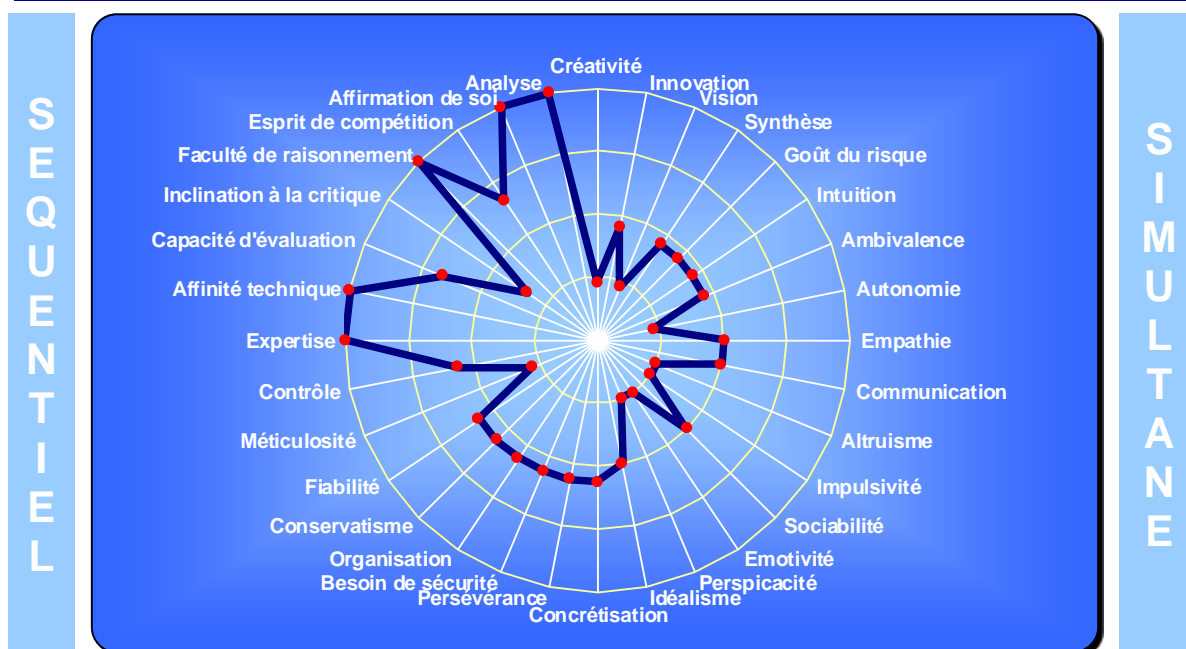 SEQUENTIEL
Créativité
Innovation
Vision
Synthèse
Goût du risque
Intuition
Ambivalence
Autonomie
Empathie
Communication
Altruisme
Impulsivité
Sociabilité
Emotivité
Perspicacité
Idéalisme
Concrétisation
Persévérance
Besoin de sécurité
Organisation
Conservatisme
Fiabilité
Méticulosité
Contrôle
Expertise
Affinité technique
Capacité d'évaluation
Inclination à la critique
Faculté de raisonnement
Esprit de compétition
Affirmation de soi
Analyse
SIMULTANE